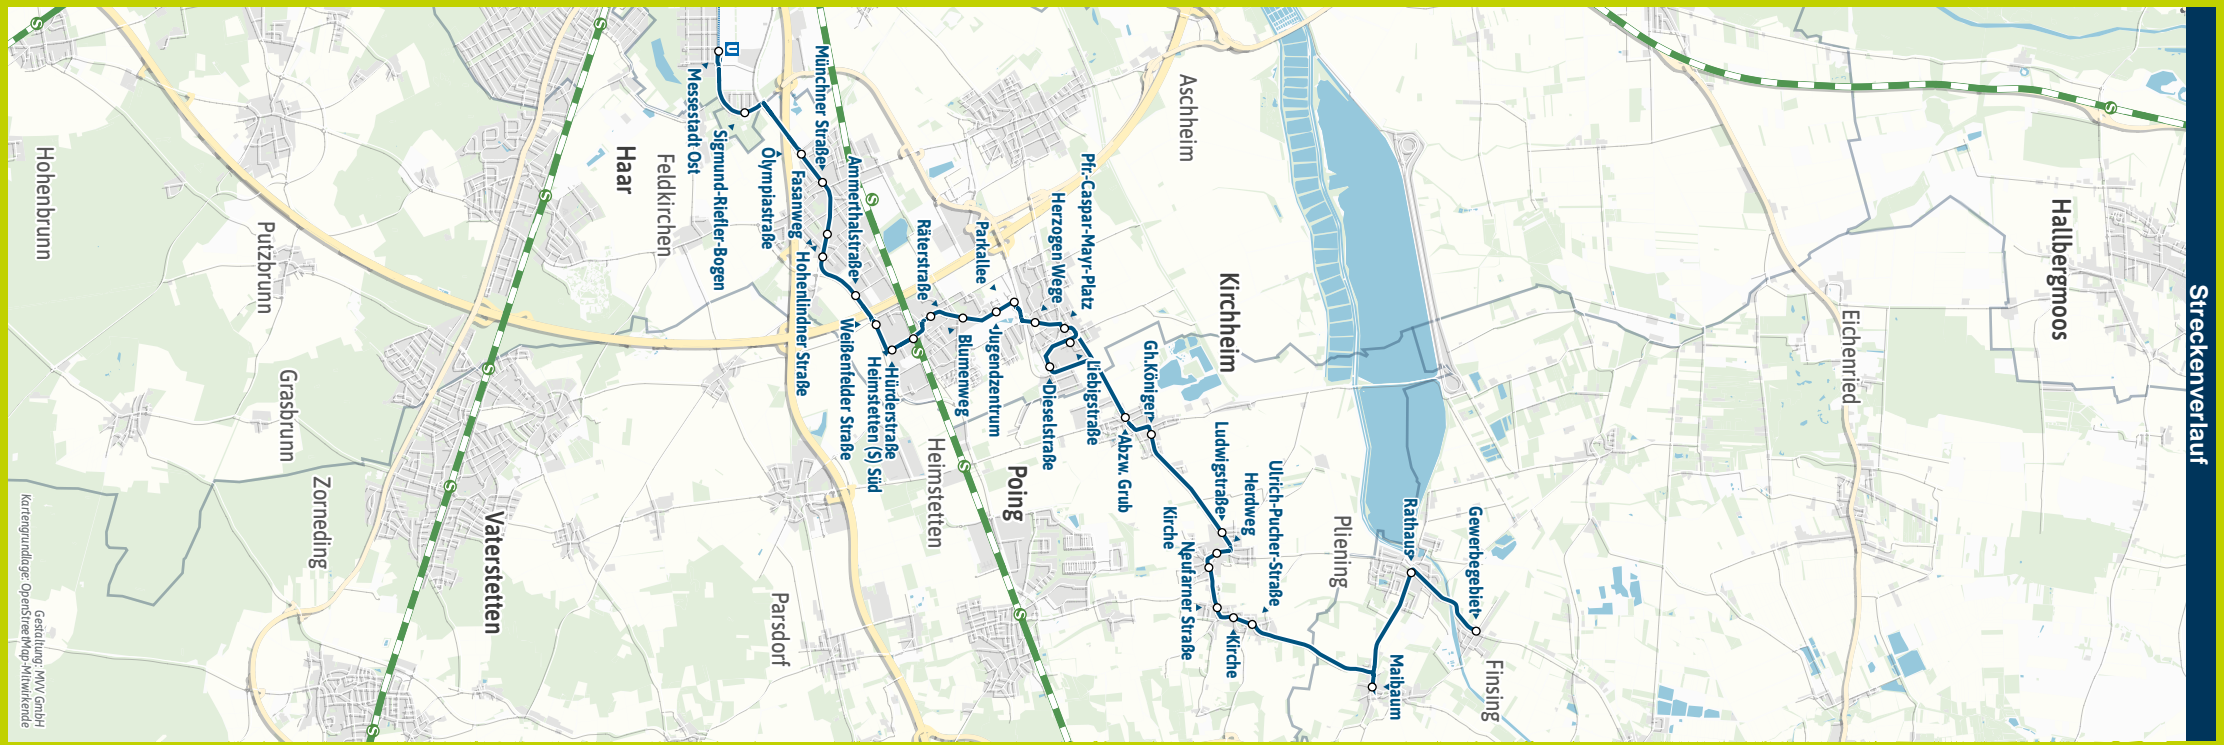 Streckenverlauf
Hallbergmoos
Eichenried
Finsing
Gewerbegebiet
Rathaus
Maibaum
Pliening
Ulrich-Pucher-Straße
Herdweg
Ludwigstraße
Kirche
Neufarner Straße
Kirche
Kirchheim
Aschheim
Gh.Königer
Abzw. Grub
Pfr.-Caspar-Mayr-Platz
Herzogen Wege
Liebigstraße
Dieselstraße
Poing
Parkallee
Jugendzentrum
Blumenweg
Räterstraße
Heimstetten
Hürderstraße
Heimstetten (S) Süd
Weißenfelder Straße
Ammerthalstraße
Münchner Straße
Hohenlindner Straße
Fasanweg
Olympiastraße
Sigmund-Riefler-Bogen
Messestadt Ost
U
S
S
S
S
S
S
S
S
S
S
S
S
Parsdorf
Feldkirchen
Haar
Vaterstetten
Zorneding
Grasbrunn
Putzbrunn
Hohenbrunn
Gestaltung: MVV GmbH
Kartengrundlage: OpenStreetMap-Mitwirkende